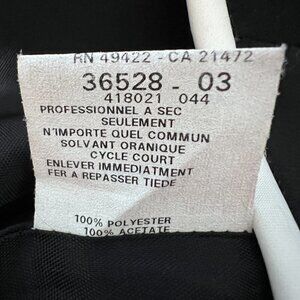 RN 49422 - CA 21472
36528 - 03
418021 044
PROFESSIONNEL A SEC
SEULEMENT
N'IMPORTE QUEL COMMUN
SOLVANT ORANIQUE
CYCLE COURT
ENLEVER IMMEDIATMENT
FER A REPASSER TIEDE
100% POLYESTER
100% ACETATE